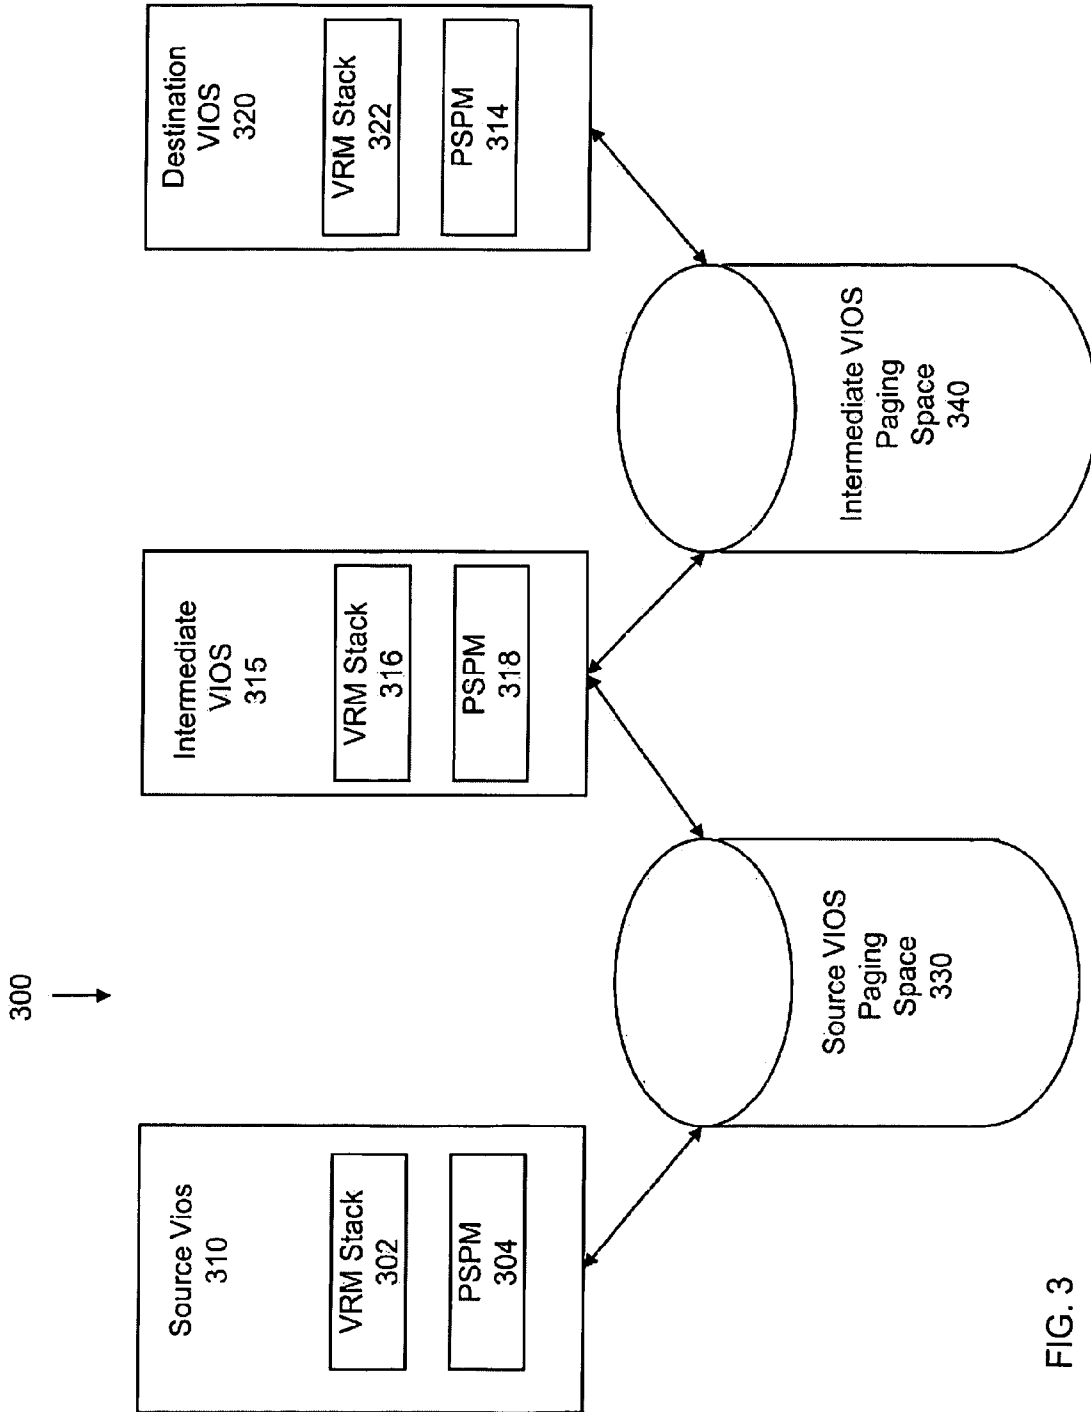 300
Source Vios
310
VRM Stack
302
PSPM
304
Intermediate
VIOS
315
VRM Stack
316
PSPM
318
Destination
VIOS
320
VRM Stack
322
PSPM
314
Source VIOS
Paging
Space
330
Intermediate VIOS
Paging
Space
340
FIG. 3